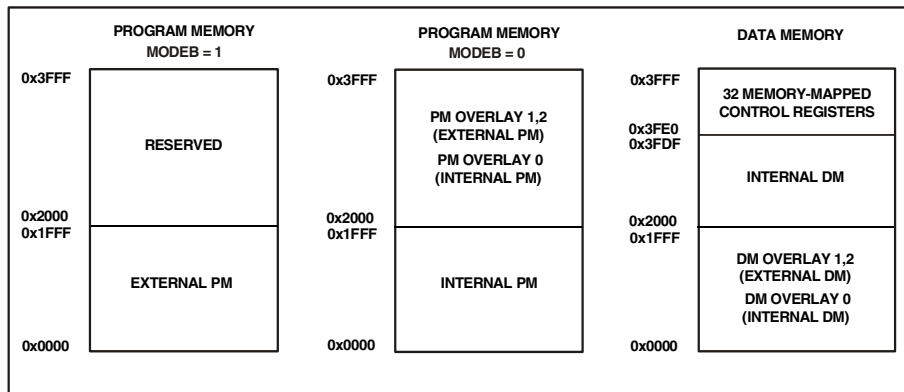 PROGRAM MEMORY
MODEB = 1
0x3FFF
RESERVED
0x2000
0x1FFF
EXTERNAL PM
0x0000
PROGRAM MEMORY
MODEB = 0
0x3FFF
PM OVERLAY 1,2
(EXTERNAL PM)
PM OVERLAY 0
(INTERNAL PM)
0x2000
0x1FFF
INTERNAL PM
0x0000
DATA MEMORY
0x3FFF
32 MEMORY-MAPPED
CONTROL REGISTERS
0x3FE0
0x3FDF
INTERNAL DM
0x2000
0x1FFF
DM OVERLAY 1,2
(EXTERNAL DM)
DM OVERLAY 0
(INTERNAL DM)
0x0000